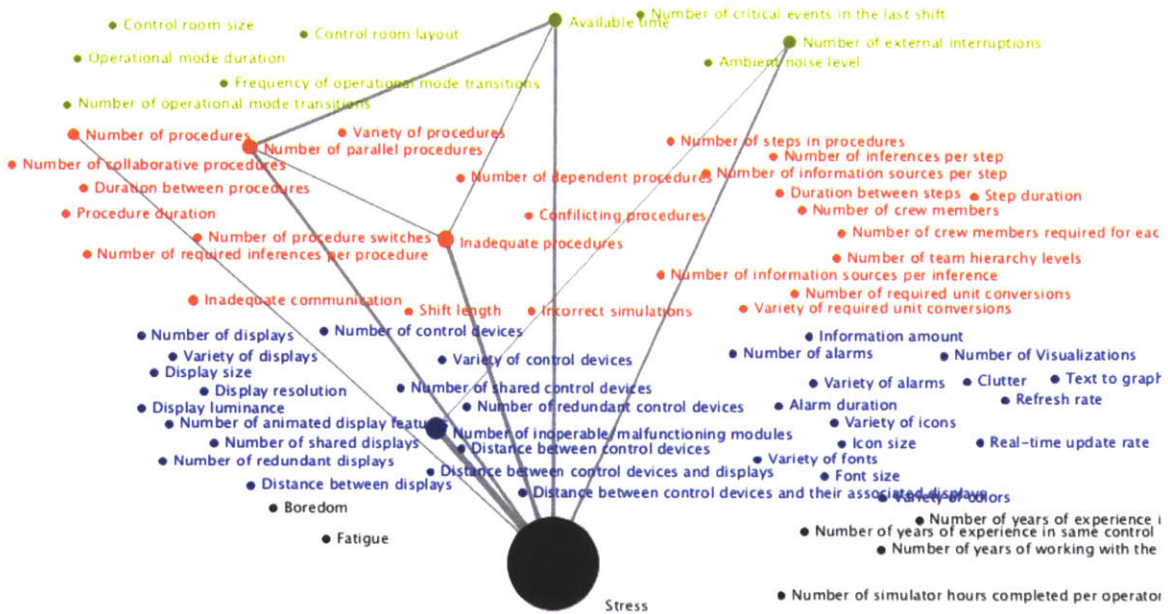 Number of critical events in the last shift
Available time
Control room size
Control room layout
Number of external interruptions
Operational mode duration
Ambient noise level
Frequency of operational mode transitions
Number of operational mode transitions
Number of procedures
Variety of procedures
Number of parallel procedures
Number of steps in procedures
Number of inferences per step
Number of collaborative procedures
Number of dependent procedures
Number of information sources per step
Duration between procedures
Duration between steps
Step duration
Procedure duration
Conflicting procedures
Number of crew members
Number of procedure switches
Inadequate procedures
Number of crew members required for eac
Number of required inferences per procedure
Number of team hierarchy levels
Number of information sources per inference
Inadequate communication
Number of required unit conversions
Shift length
Incorrect simulations
Variety of required unit conversions
Number of displays
Number of control devices
Information amount
Variety of displays
Variety of control devices
Number of alarms
Number of Visualizations
Display size
Display resolution
Number of shared control devices
Variety of alarms
Clutter
Text to graph
Display luminance
Number of redundant control devices
Alarm duration
Refresh rate
Number of animated display featu
Number of inoperable/malfunctioning modules
Variety of icons
Number of shared displays
Distance between control devices
Icon size
Real-time update rate
Number of redundant displays
Variety of fonts
Distance between control devices and displays
Font size
Distance between displays
Distance between control devices and their associated displays
Variety of colors
Boredom
Number of years of experience i
Number of years of experience in same control
Fatigue
Number of years of working with the
Number of simulator hours completed per operator
Stress